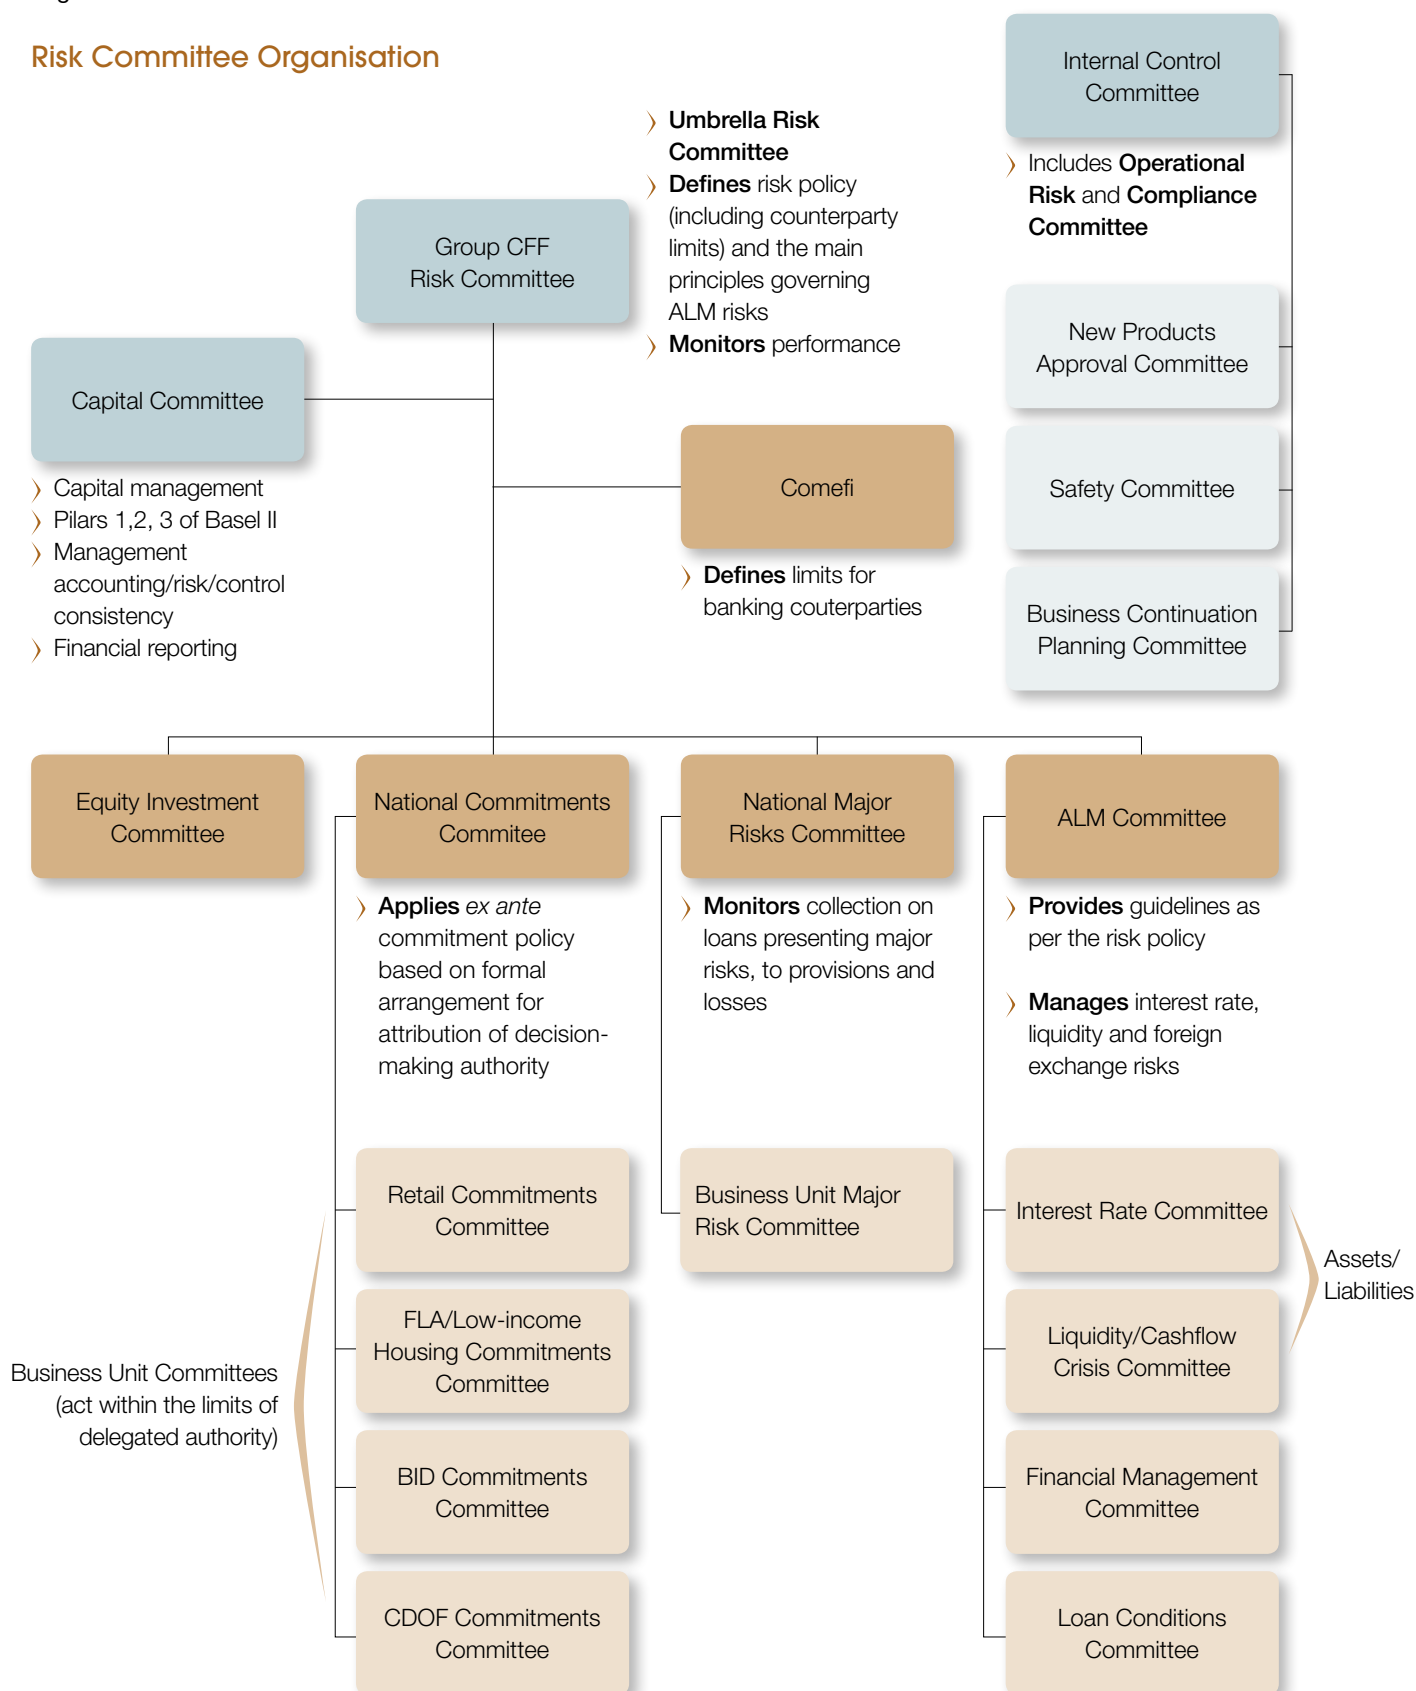 Risk Committee Organisation
Internal Control
Committee
Includes Operational
Risk and Compliance
Committee
Umbrella Risk
Committee
Defines risk policy
(including counterparty
limits) and the main
principles governing
ALM risks
Monitors performance
Group CFF
Risk Committee
New Products
Approval Committee
Capital Committee
Capital management
Pilars 1,2, 3 of Basel II
Management
accounting/risk/control
consistency
Financial reporting
Comefi
Defines limits for
banking couterparties
Safety Committee
Business Continuation
Planning Committee
Equity Investment
Committee
National Commitments
Commitee
Applies ex ante
commitment policy
based on formal
arrangement for
attribution of decision-
making authority
National Major
Risks Committee
Monitors collection on
loans presenting major
risks, to provisions and
losses
ALM Committee
Provides guidelines as
per the risk policy
Manages interest rate,
liquidity and foreign
exchange risks
Business Unit Committees
(act within the limits of
delegated authority)
Retail Commitments
Committee
FLA/Low-income
Housing Commitments
Committee
BID Commitments
Committee
CDOF Commitments
Committee
Business Unit Major
Risk Committee
Interest Rate Committee
Liquidity/Cashflow
Crisis Committee
Assets/
Liabilities
Financial Management
Committee
Loan Conditions
Committee